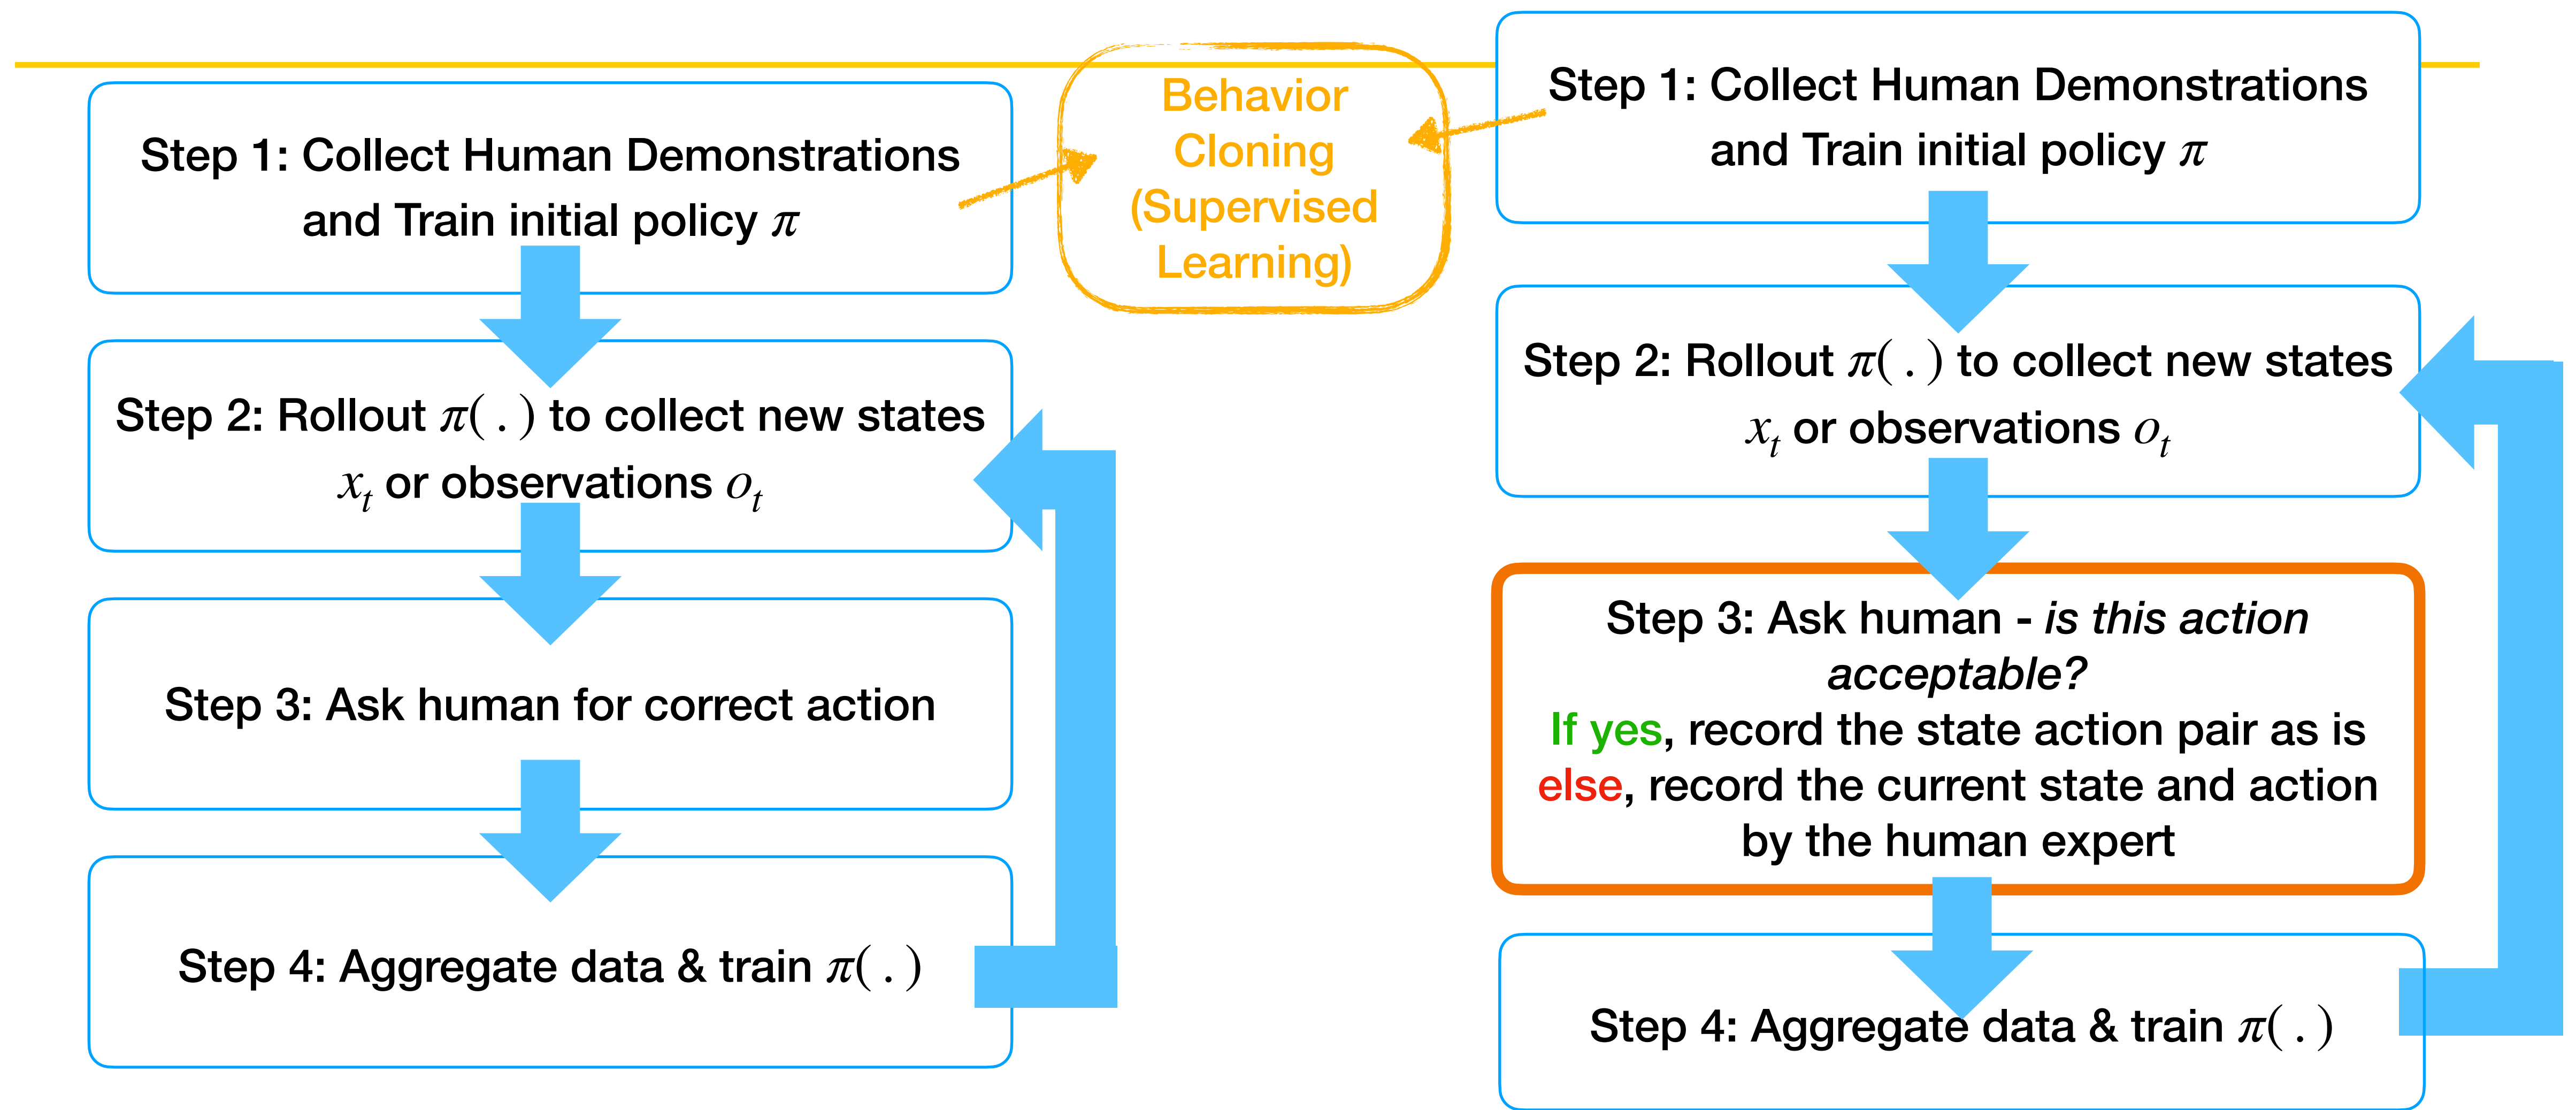 Step 1: Collect Human Demonstrations
and Train initial policy π
Step 2: Rollout π( . ) to collect new states
xₜ or observations oₜ
Step 3: Ask human for correct action
Step 4: Aggregate data & train π( . )
Behavior
Cloning
(Supervised
Learning)
Step 1: Collect Human Demonstrations
and Train initial policy π
Step 2: Rollout π( . ) to collect new states
xₜ or observations oₜ
Step 3: Ask human - is this action
acceptable?
If yes, record the state action pair as is
else, record the current state and action
by the human expert
Step 4: Aggregate data & train π( . )